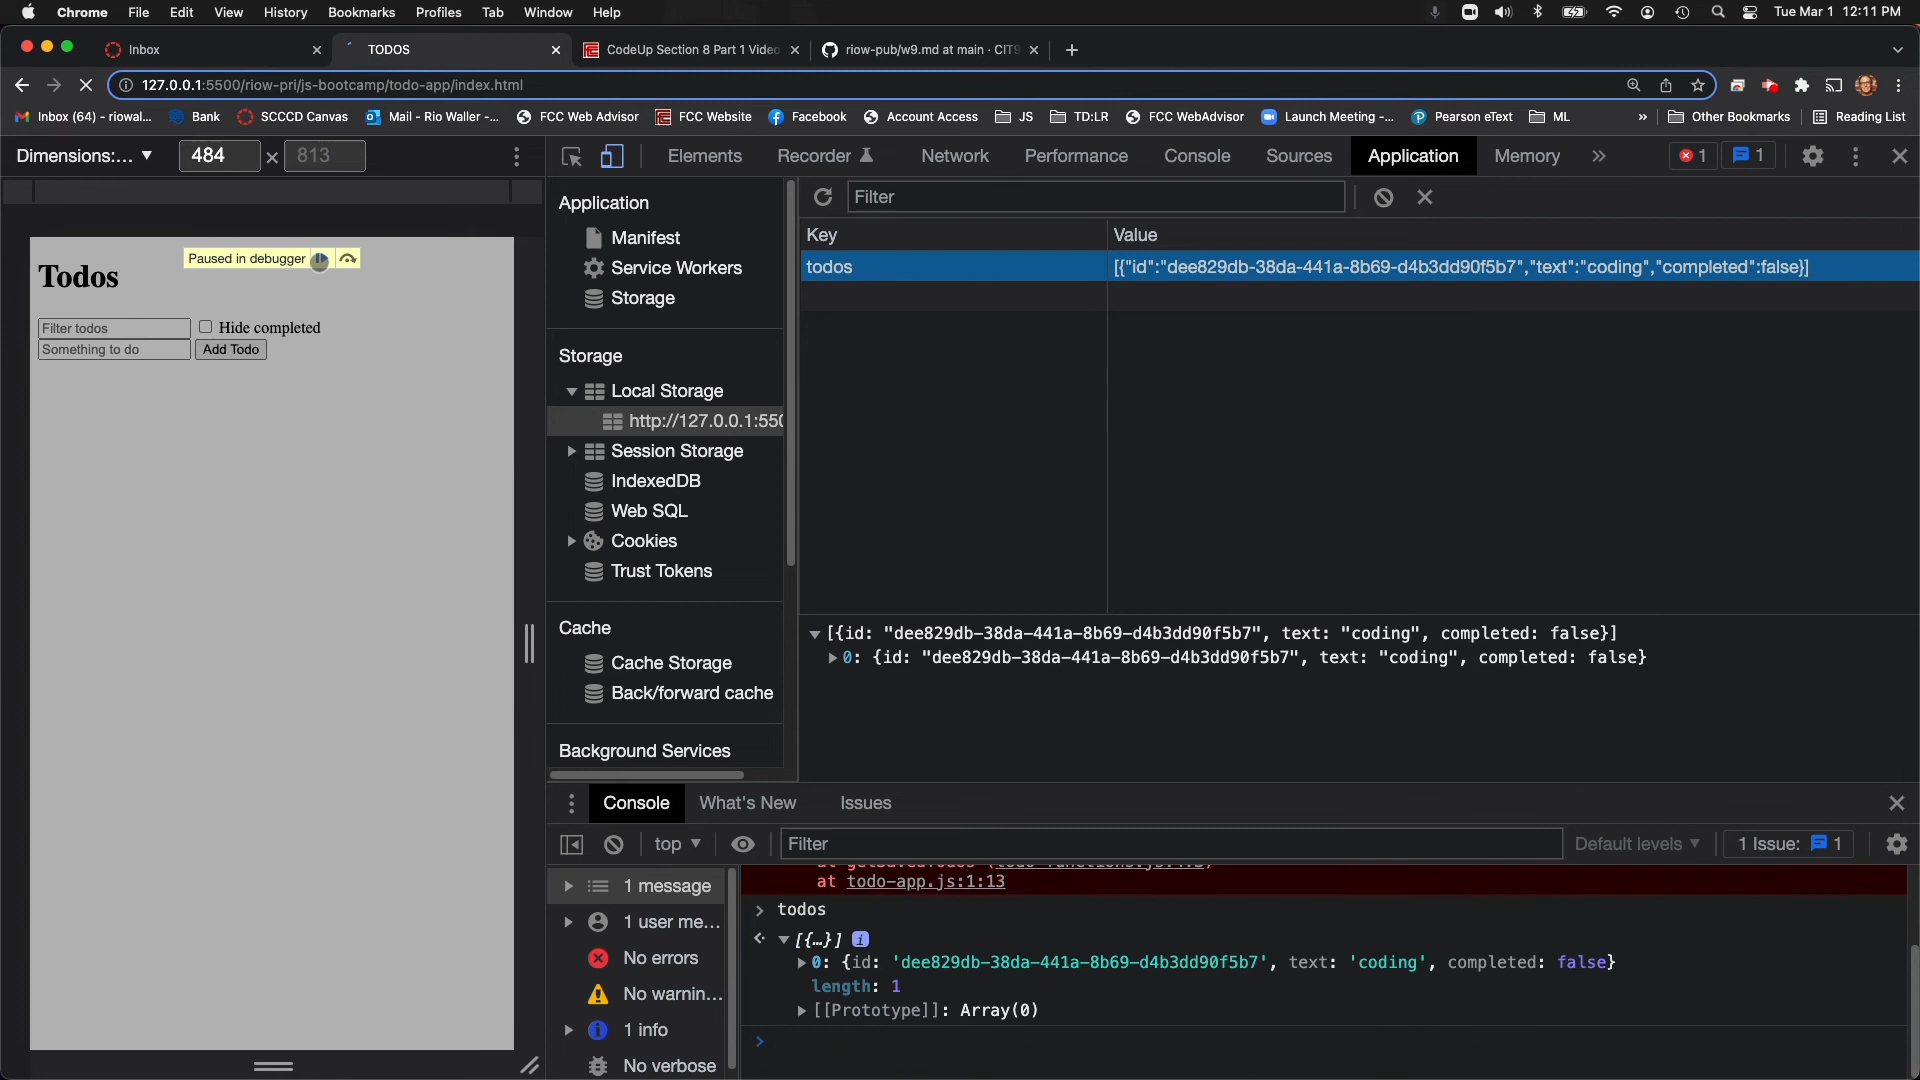 Chrome File Edit View History Bookmarks Profiles Tab Window Help Tue Mar 1 12:11 PM
Inbox TODOS CodeUp Section 8 Part 1 Video riow-pub/w9.md at main · CIT9
127.0.0.1:5500/riow-pri/js-bootcamp/todo-app/index.html
Inbox (64) - riowal... Bank SCCCD Canvas Mail - Rio Waller -... FCC Web Advisor FCC Website Facebook Account Access JS TD:LR FCC WebAdvisor Launch Meeting -... Pearson eText ML » Other Bookmarks Reading List
Dimensions:... 484 × 813 Elements Recorder Network Performance Console Sources Application Memory » 1 1
Filter
Application
Manifest
Service Workers
Storage
Storage
Local Storage
http://127.0.0.1:550
Session Storage
IndexedDB
Web SQL
Cookies
Trust Tokens
Cache
Cache Storage
Back/forward cache
Background Services
Key Value
todos [{"id":"dee829db-38da-441a-8b69-d4b3dd90f5b7","text":"coding","completed":false}]
[{id: "dee829db-38da-441a-8b69-d4b3dd90f5b7", text: "coding", completed: false}]
0: {id: "dee829db-38da-441a-8b69-d4b3dd90f5b7", text: "coding", completed: false}
Paused in debugger
Todos
Filter todos Hide completed
Something to do Add Todo
Console What's New Issues
top Filter Default levels 1 Issue: 1
1 message
1 user me...
No errors
No warnin...
1 info
No verbose
at todo-app.js:1:13
todos
[{…}] i
0: {id: 'dee829db-38da-441a-8b69-d4b3dd90f5b7', text: 'coding', completed: false}
length: 1
[[Prototype]]: Array(0)